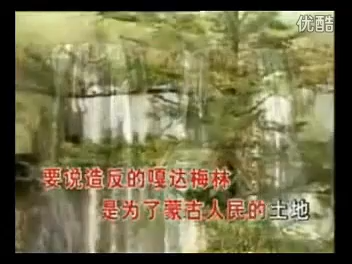 优酷
要说造反的嘎达梅林
是为了蒙古人民的土地